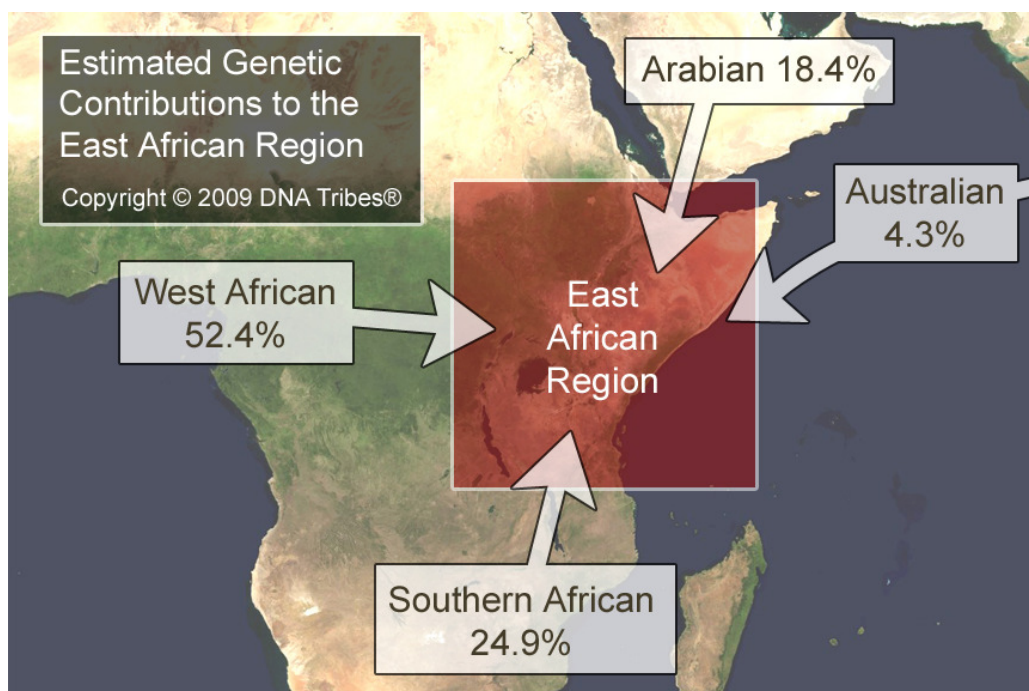 Estimated Genetic
Contributions to the
East African Region
Copyright © 2009 DNA Tribes®
Arabian 18.4%
Australian
4.3%
West African
52.4%
East
African
Region
Southern African
24.9%